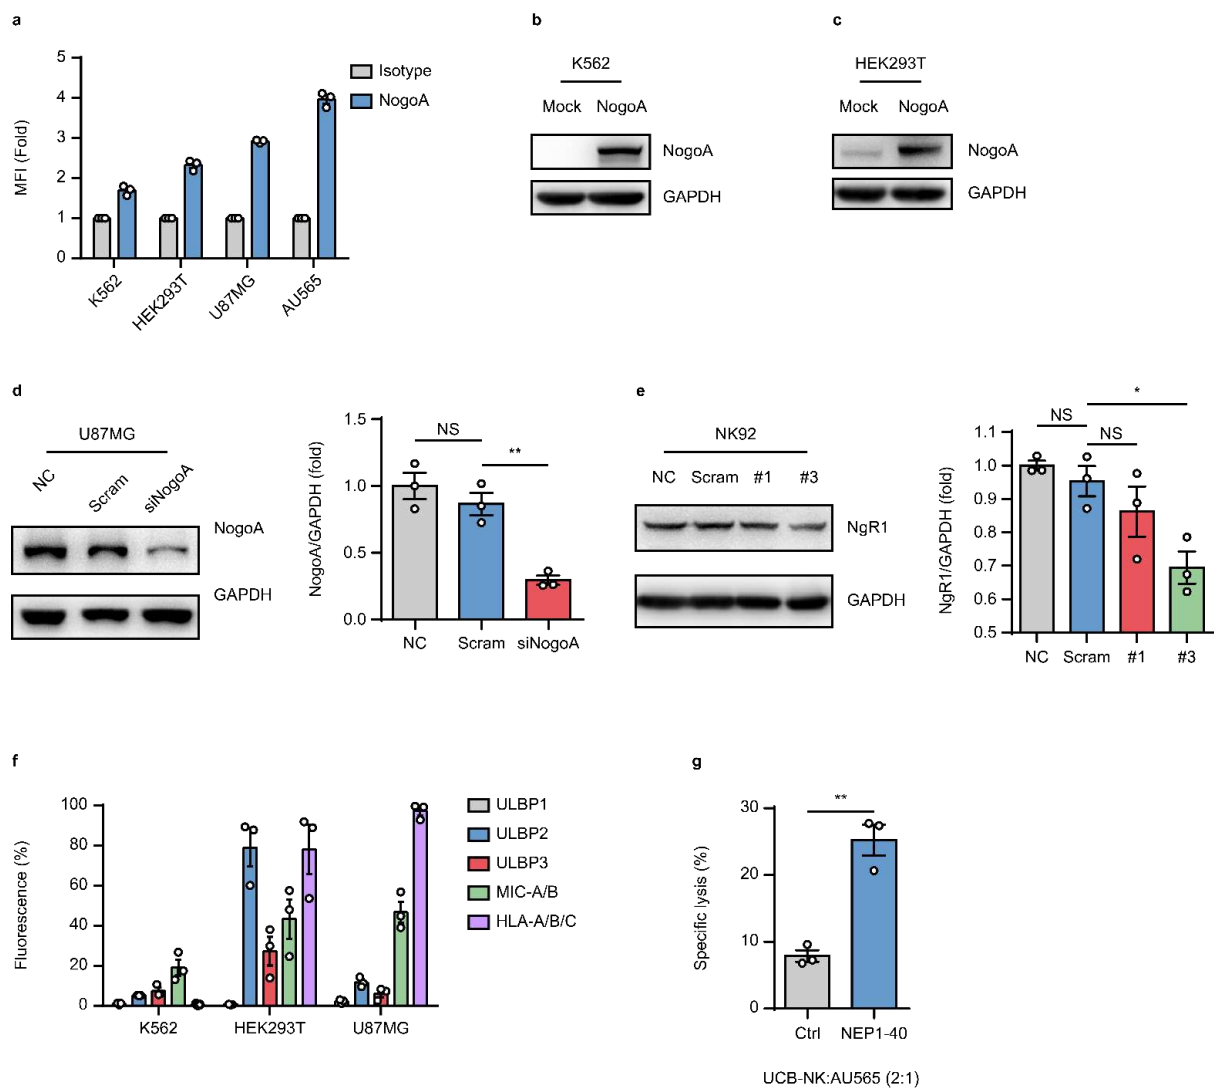 a
5
4
3
2
1
0
MFI (Fold)
K562
HEK293T
U87MG
AU565
Isotype
NogoA
b
K562
Mock NogoA
NogoA
GAPDH
c
HEK293T
Mock NogoA
NogoA
GAPDH
d
U87MG
NC Scram siNogoA
NogoA
GAPDH
NogoA/GAPDH (fold)
1.5
1.0
0.5
0.0
NS
**
NC Scram siNogoA
e
NK92
NC Scram #1 #3
NgR1
GAPDH
NgR1/GAPDH (fold)
1.1
1.0
0.9
0.8
0.7
0.6
0.5
*
NS
NS
NC Scram #1 #3
f
Fluorescence (%)
100
80
60
40
20
0
K562 HEK293T U87MG
ULBP1
ULBP2
ULBP3
MIC-A/B
HLA-A/B/C
g
Specific lysis (%)
30
20
10
0
**
Ctrl NEP1-40
UCB-NK:AU565 (2:1)